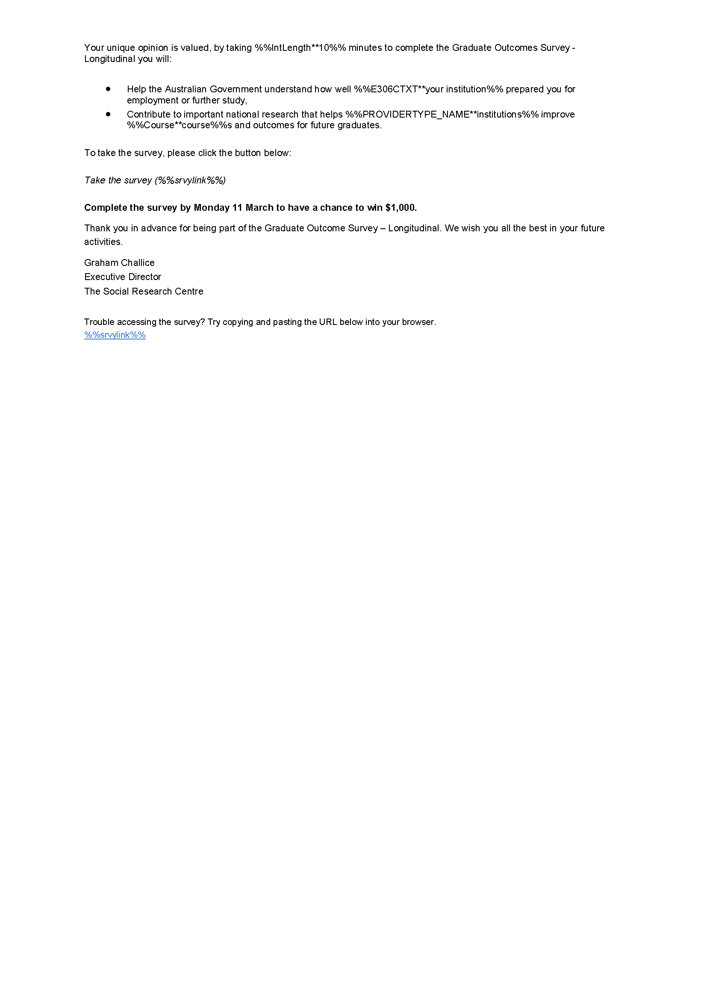 Your unique opinion is valued, by taking %%IntLength**10%% minutes to complete the Graduate Outcomes Survey -
Longitudinal you will:
● Help the Australian Government understand how well %%E306CTXT**your institution%% prepared you for
employment or further study,
● Contribute to important national research that helps %%PROVIDERTYPE_NAME**institutions%% improve
%%Course**course%%s and outcomes for future graduates.
To take the survey, please click the button below:
Take the survey (%%srvylink%%)
Complete the survey by Monday 11 March to have a chance to win $1,000.
Thank you in advance for being part of the Graduate Outcome Survey – Longitudinal. We wish you all the best in your future
activities.
Graham Challice
Executive Director
The Social Research Centre
Trouble accessing the survey? Try copying and pasting the URL below into your browser.
%%srvylink%%